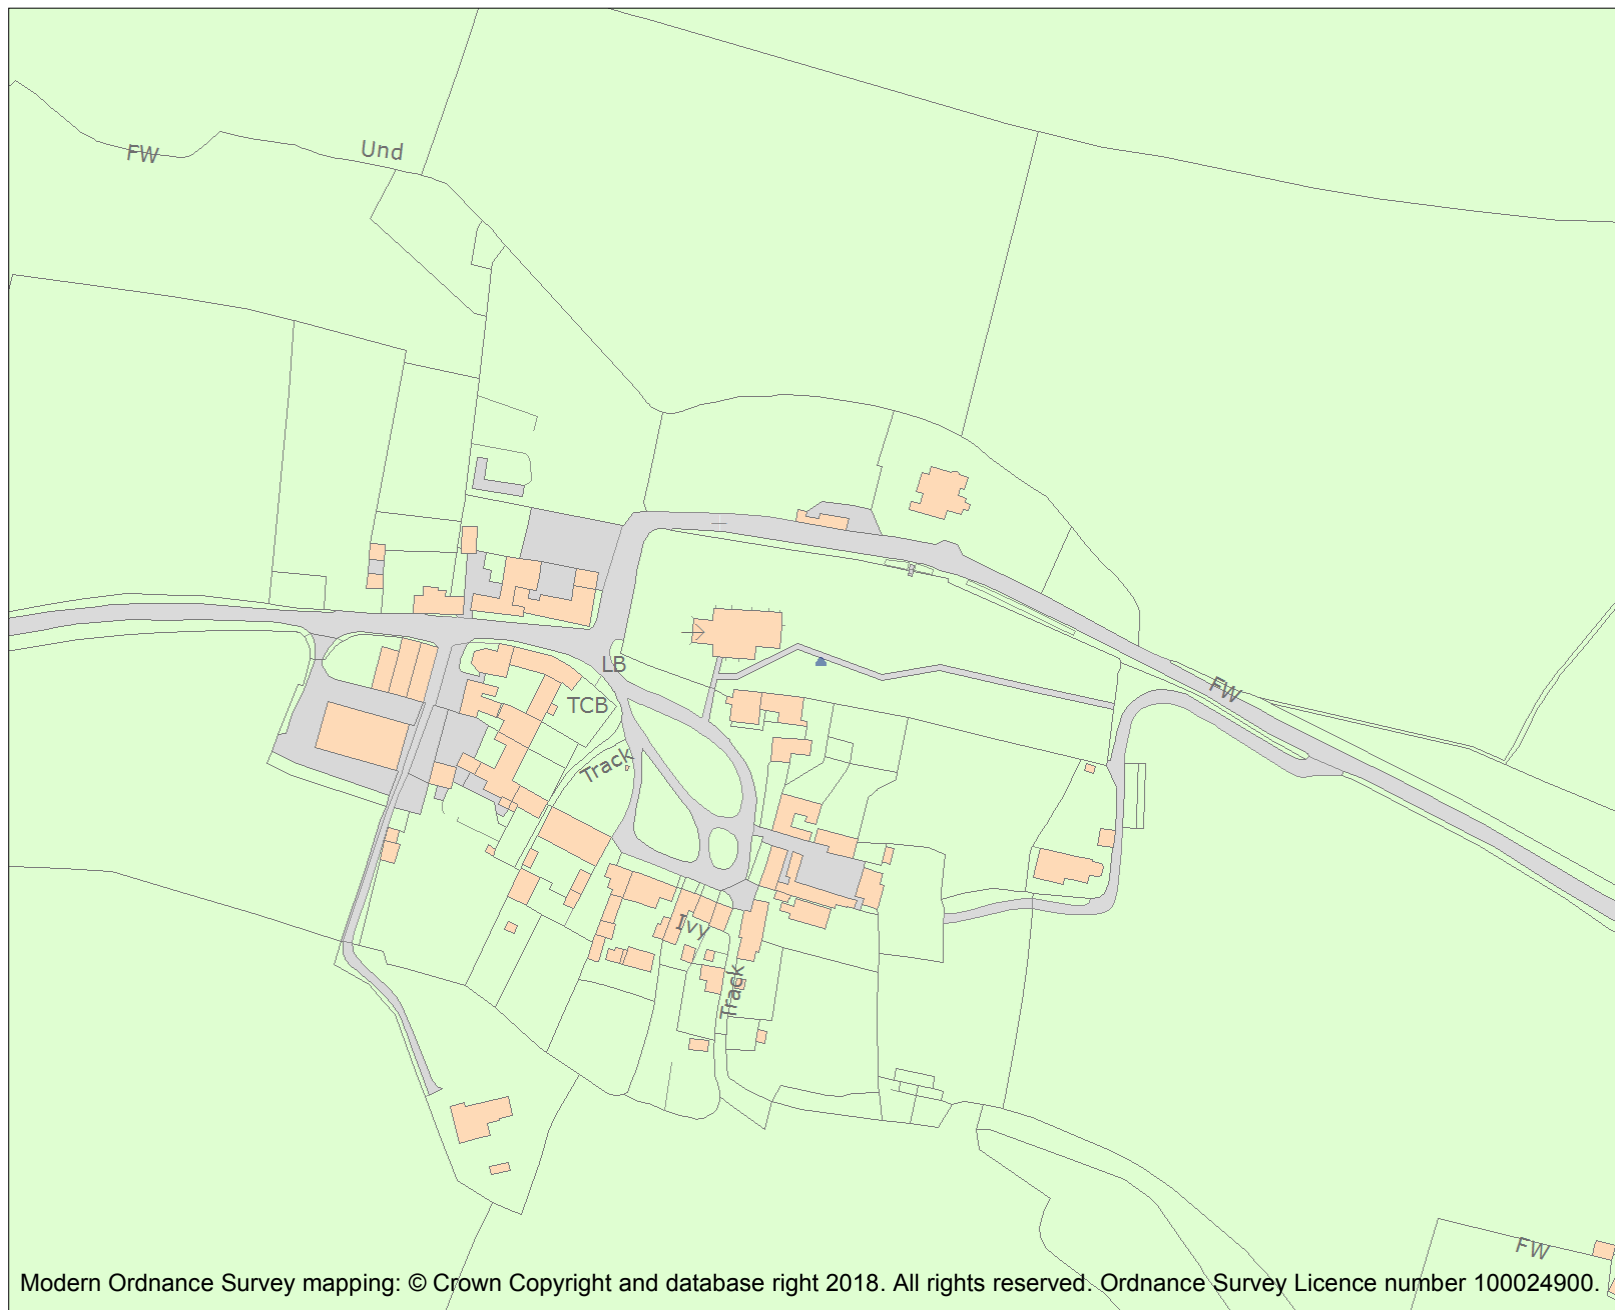 Und
FW
LB
FW
TCB
Track
Ivy
Track
FW
Modern Ordnance Survey mapping: © Crown Copyright and database right 2018. All rights reserved. Ordnance Survey Licence number 100024900.